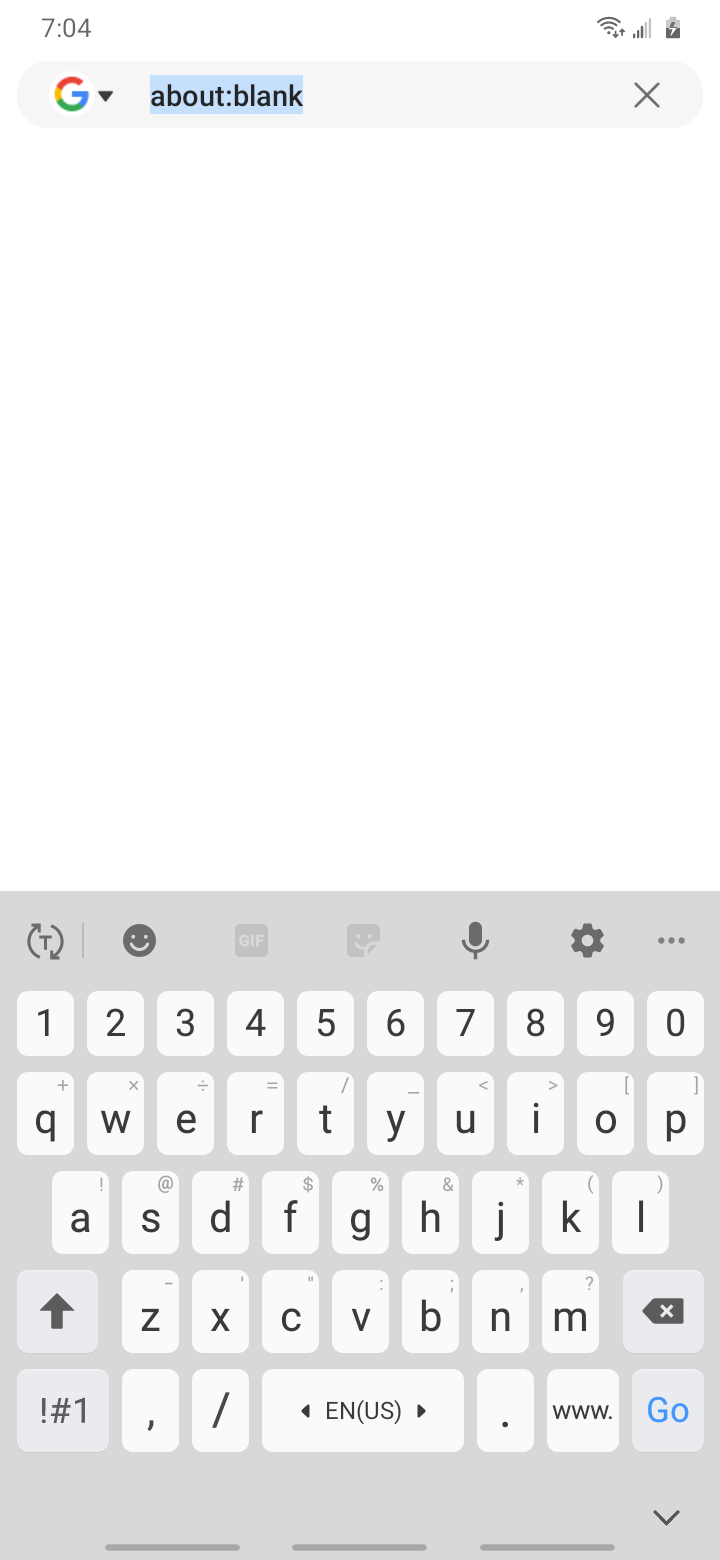 7:04
about:blank
GIF
1 2 3 4 5 6 7 8 9 0
+ × ÷ = / _ < > [ ]
q w e r t y u i o p
! @ # $ % & * ( )
a s d f g h j k l
- ' " : ; , ?
z x c v b n m
!#1 , / EN(US) . www. Go